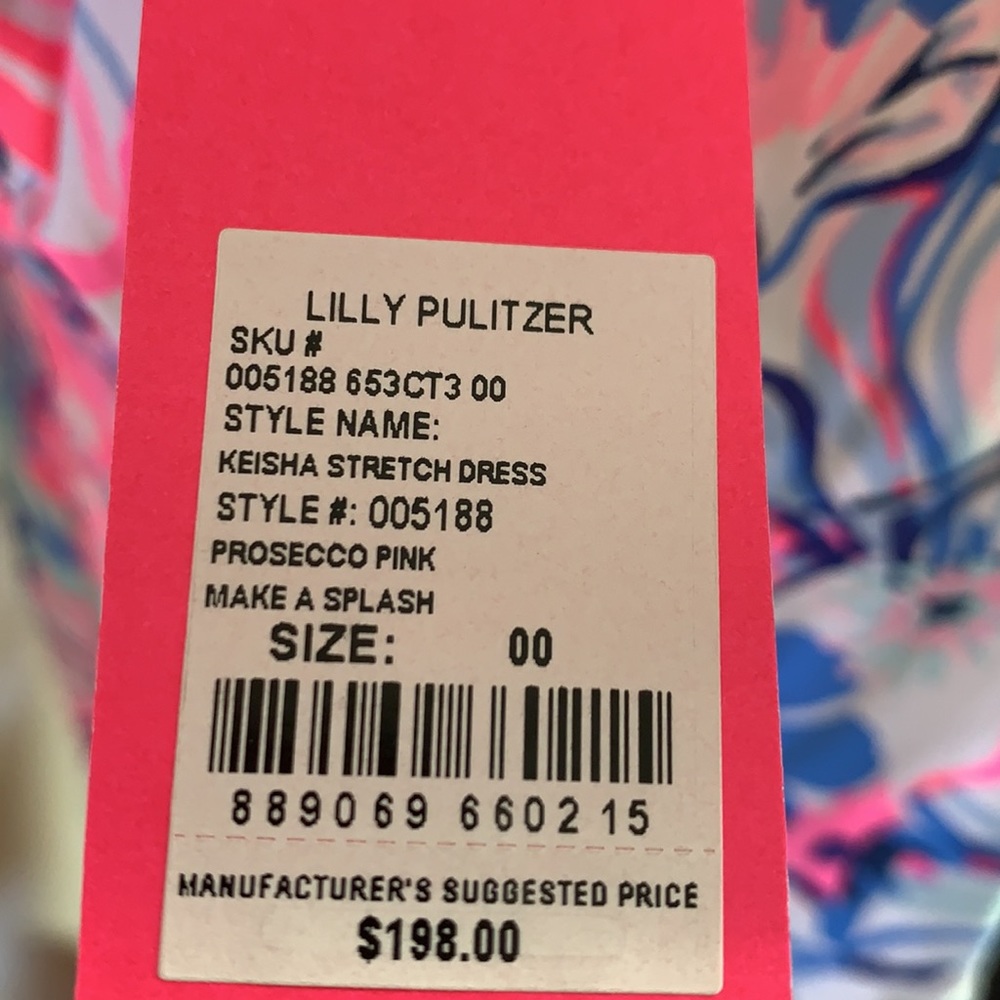 LILLY PULITZER
SKU #
005188 653CT3 00
STYLE NAME:
KEISHA STRETCH DRESS
STYLE #: 005188
PROSECCO PINK
MAKE A SPLASH
SIZE: 00
889069 660215
MANUFACTURER'S SUGGESTED PRICE
$198.00